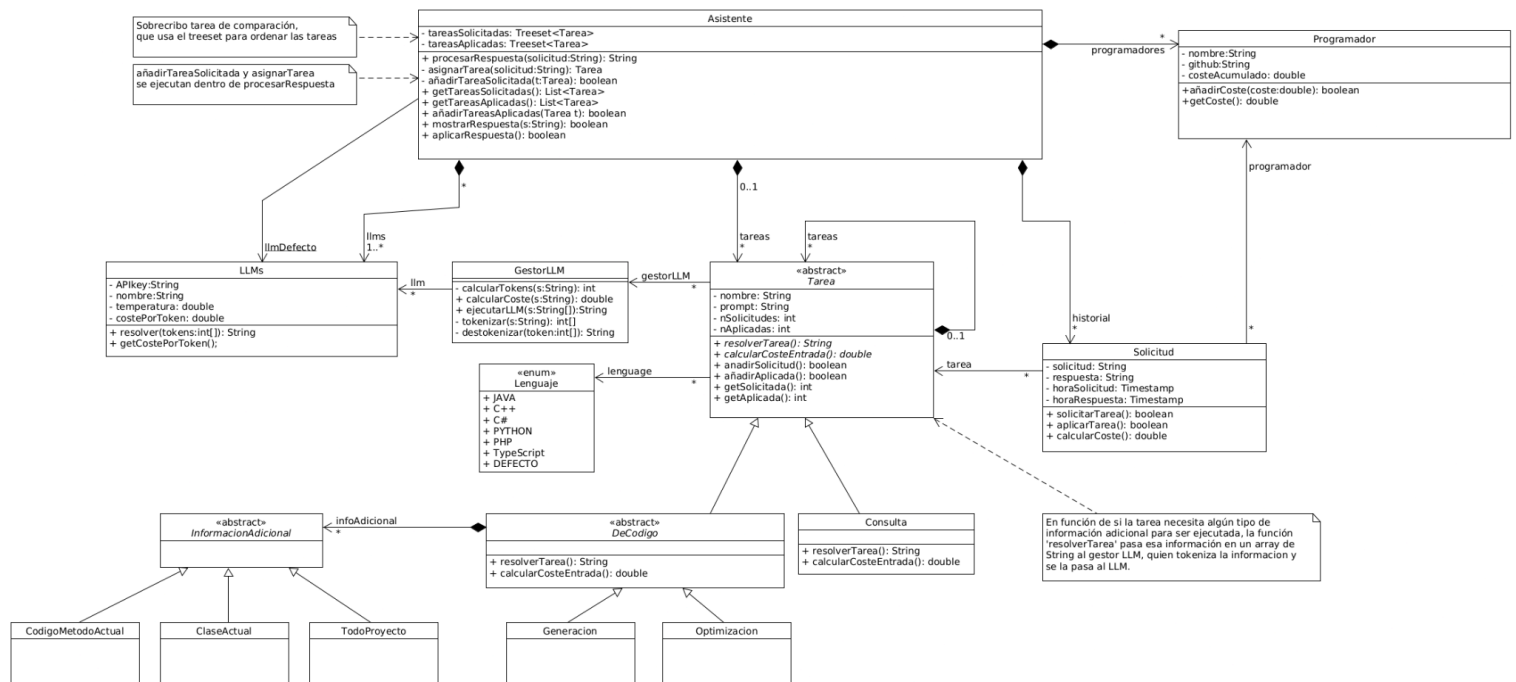 Sobrecribo tarea de comparación,
que usa el treeset para ordenar las tareas
añadirTareaSolicitada y asignarTarea
se ejecutan dentro de procesarRespuesta
Asistente
- tareasSolicitadas: Treeset<Tarea>
- tareasAplicadas: Treeset<Tarea>
+ procesarRespuesta(solicitud:String): String
- asignarTarea(solicitud:String): Tarea
- añadirTareaSolicitada(t:Tarea): boolean
+ getTareasSolicitadas(): List<Tarea>
+ getTareasAplicadas(): List<Tarea>
+ añadirTareasAplicadas(Tarea t): boolean
+ mostrarRespuesta(s:String): boolean
+ aplicarRespuesta(): boolean
*
programadores
Programador
- nombre:String
- github:String
- costeAcumulado: double
+añadirCoste(coste:double): boolean
+getCoste(): double
programador
*
*
0..1
llmDefecto
llms
1..*
tareas
*
tareas
*
historial
*
LLMs
- APIkey:String
- nombre:String
- temperatura: double
- costePorToken: double
+ resolver(tokens:int[]): String
+ getCostePorToken();
llm
*
GestorLLM
- calcularTokens(s:String): int
+ calcularCoste(s:String): double
+ ejecutarLLM(s:String[]):String
- tokenizar(s:String): int[]
- destokenizar(token:int[]): String
gestorLLM
*
«abstract»
Tarea
- nombre: String
- prompt: String
- nSolicitudes: int
- nAplicadas: int
+ resolverTarea(): String
+ calcularCosteEntrada(): double
+ anadirSolicitud(): boolean
+ añadirAplicada(): boolean
+ getSolicitada(): int
+ getAplicada(): int
0..1
tarea
*
Solicitud
- solicitud: String
- respuesta: String
- horaSolicitud: Timestamp
- horaRespuesta: Timestamp
+ solicitarTarea(): boolean
+ aplicarTarea(): boolean
+ calcularCoste(): double
«enum»
Lenguaje
+ JAVA
+ C++
+ C#
+ PYTHON
+ PHP
+ TypeScript
+ DEFECTO
lenguage
*
«abstract»
InformacionAdicional
infoAdicional
*
«abstract»
DeCodigo
+ resolverTarea(): String
+ calcularCosteEntrada(): double
Consulta
+ resolverTarea(): String
+ calcularCosteEntrada(): double
En función de si la tarea necesita algún tipo de
información adicional para ser ejecutada, la función
'resolverTarea' pasa esa información en un array de
String al gestor LLM, quien tokeniza la informacion y
se la pasa al LLM.
CodigoMetodoActual
ClaseActual
TodoProyecto
Generacion
Optimizacion